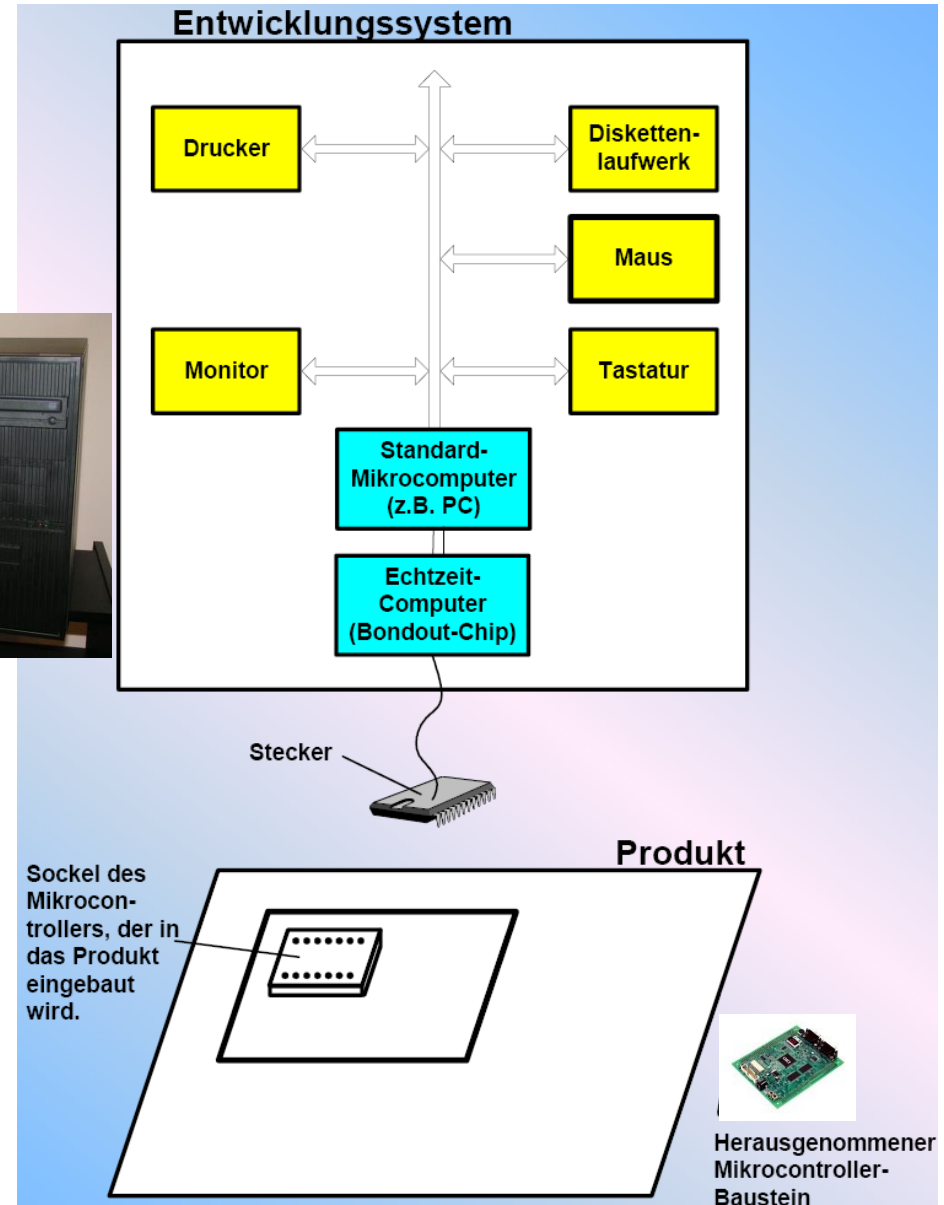 Entwicklungssystem
Drucker
Disketten-
laufwerk
Maus
Monitor
Tastatur
Standard-
Mikrocomputer
(z.B. PC)
Echtzeit-
Computer
(Bondout-Chip)
Stecker
Produkt
Sockel des
Mikrocon-
trollers, der in
das Produkt
eingebaut
wird.
Herausgenommener
Mikrocontroller-
Baustein